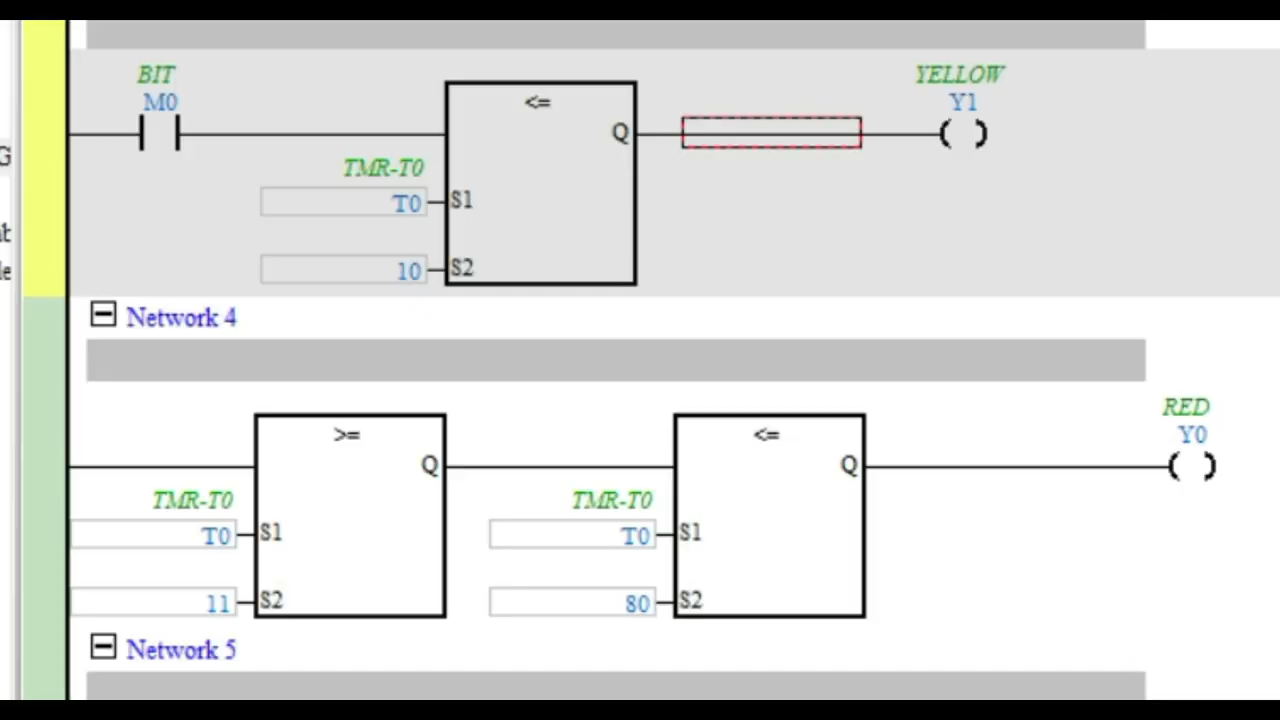 BIT
M0
<=
Q
YELLOW
Y1
TMR-T0
T0 S1
10 S2
Network 4
>=
Q
<=
Q
RED
Y0
TMR-T0
TMR-T0
T0 S1
T0 S1
11 S2
80 S2
Network 5